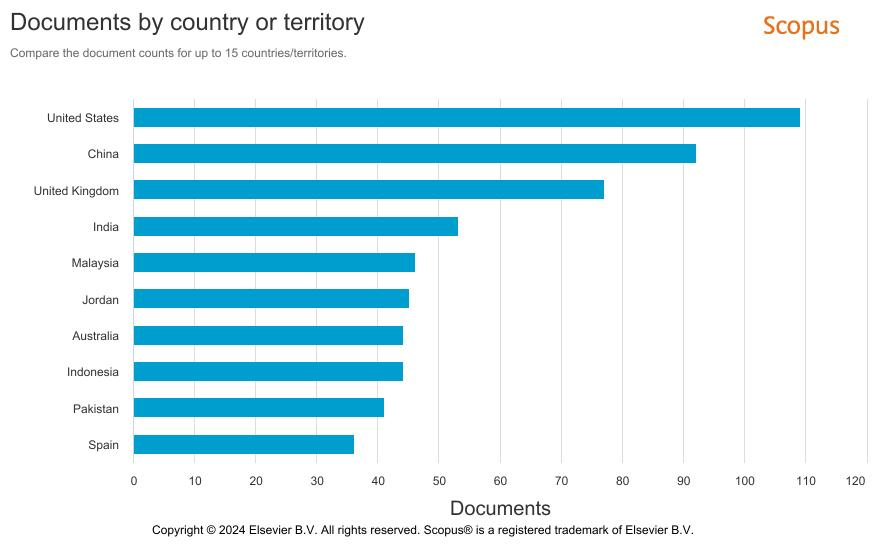 Documents by country or territory
Scopus
Compare the document counts for up to 15 countries/territories.
United States
China
United Kingdom
India
Malaysia
Jordan
Australia
Indonesia
Pakistan
Spain
0 10 20 30 40 50 60 70 80 90 100 110 120
Documents
Copyright © 2024 Elsevier B.V. All rights reserved. Scopus® is a registered trademark of Elsevier B.V.